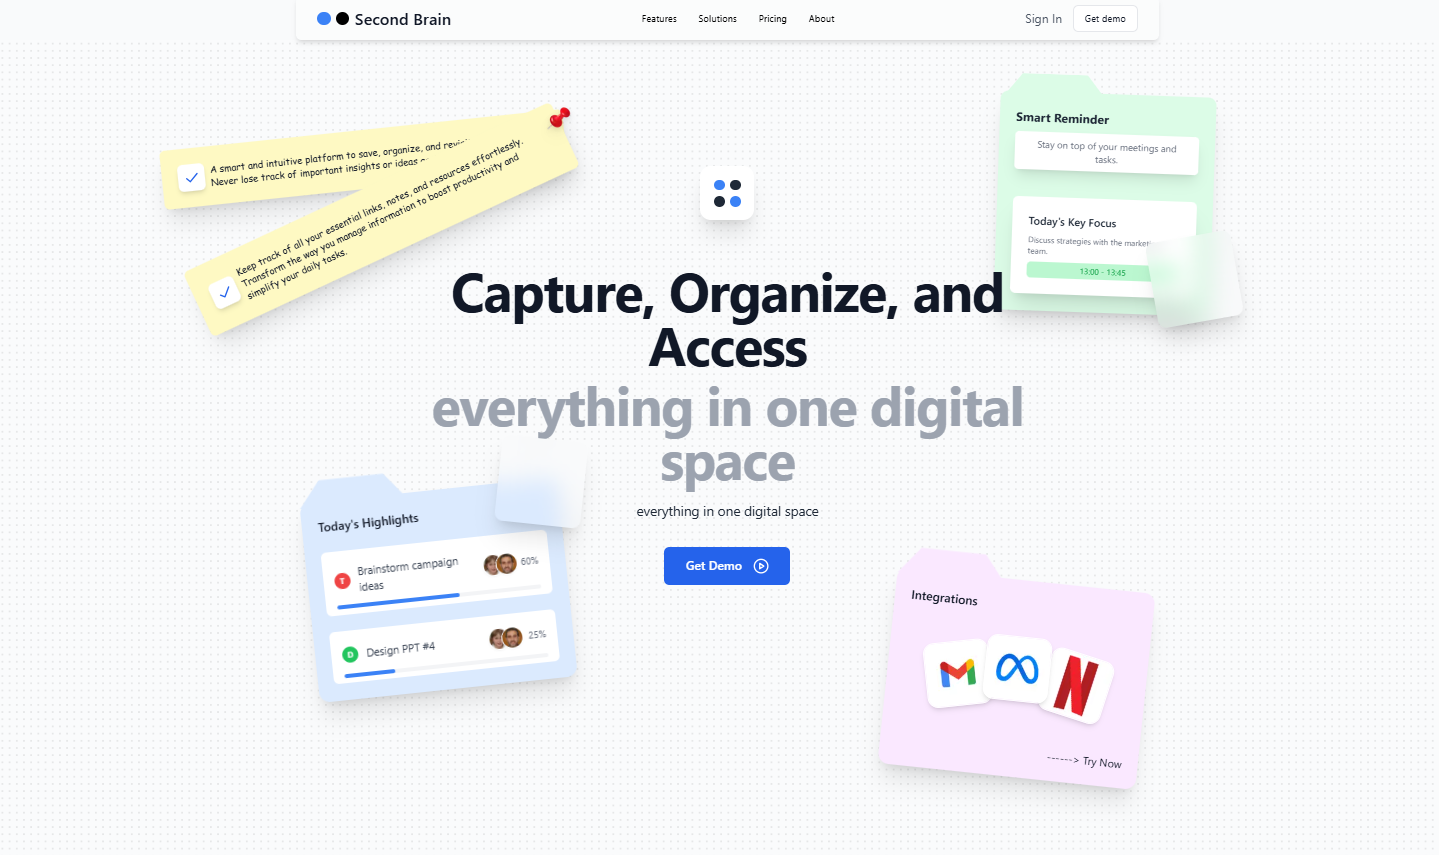 Second Brain
Features
Solutions
Pricing
About
Sign In
Get demo
A smart and intuitive platform to save, organize, and
Never lose track of important insights or ideas
Keep track of all your essential links, notes, and resources effortlessly.
Transform the way you manage information to boost productivity and
simplify your daily tasks.
Smart Reminder
Stay on top of your meetings and
tasks.
Today's Key Focus
Discuss strategies with the
team.
13:00 - 13:45
Capture, Organize, and
Access
everything in one digital
space
everything in one digital space
Get Demo
Today's Highlights
T
Brainstorm campaign
ideas
60%
D
Design PPT #4
25%
Integrations
------> Try Now